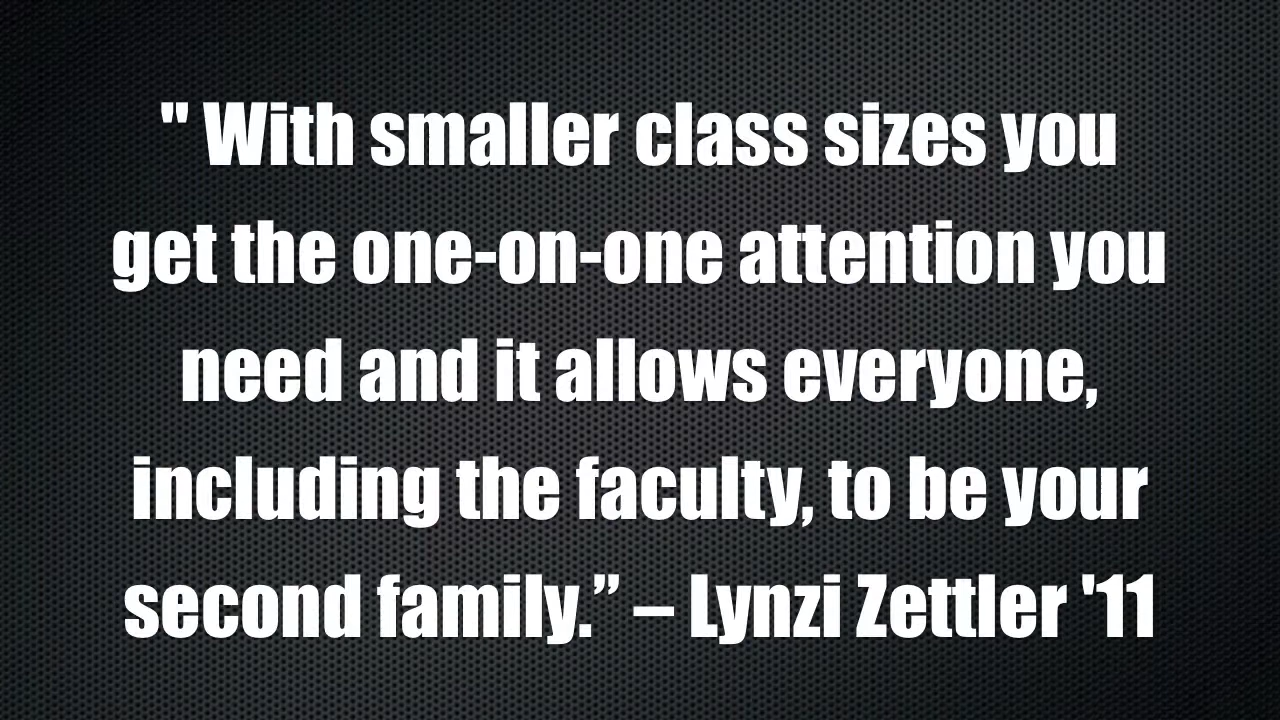 " With smaller class sizes you
get the one-on-one attention you
need and it allows everyone,
including the faculty, to be your
second family.” – Lynzi Zettler '11